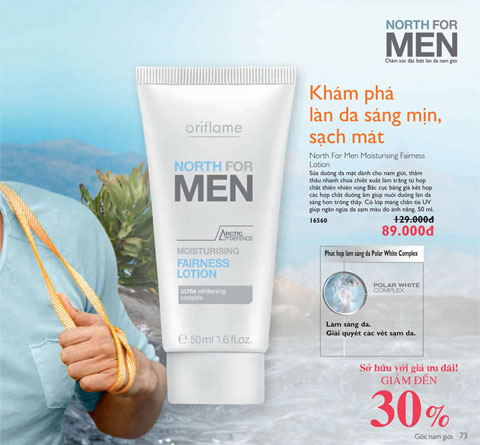 NORTH FOR
MEN
Chăm sóc đặc biệt làn da nam giới
Khám phá
làn da sáng mịn,
sạch mát
North For Men Moisturising Fairness
Lotion
Sữa dưỡng da mặt dành cho nam giới, thẩm
thấu nhanh chứa chiết xuất làm trắng từ hợp
chất thiên nhiên vùng Bắc cực băng giá kết hợp
các hợp chất dưỡng ẩm giúp nuôi dưỡng làn da
sáng hơn trông thấy. Có lớp màng chắn tia UV
giúp ngăn ngừa da sạm màu do ánh nắng. 50 ml.
16560 129.000đ
89.000đ
Phức hợp làm sáng da Polar White Complex
POLAR WHITE
COMPLEX
Làm sáng da.
Giải quyết các vết sạm da.
Sở hữu với giá ưu đãi!
GIẢM ĐẾN
30%
Góc nam giới 73
oriflame
NORTH FOR
MEN
ARCTIC
DEFENCE
MOISTURISING
FAIRNESS
LOTION
ULTRA whitening
complex
e 50ml 1.6 fl.oz.